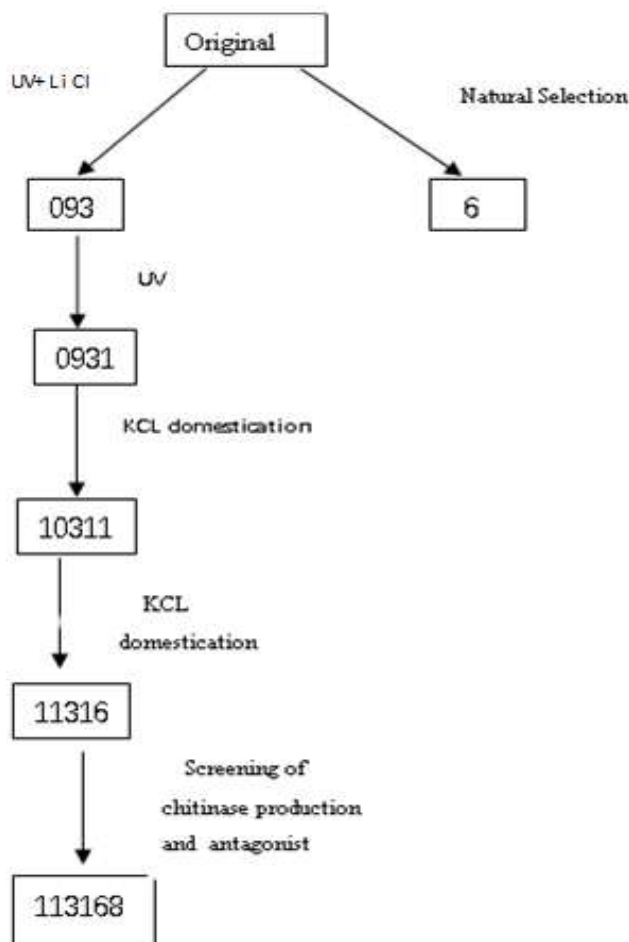 Original
UV+ Li Cl
Natural Selection
093
6
UV
0931
KCL domestication
10311
KCL
domestication
11316
Screening of
chitinase production
and antagonist
113168